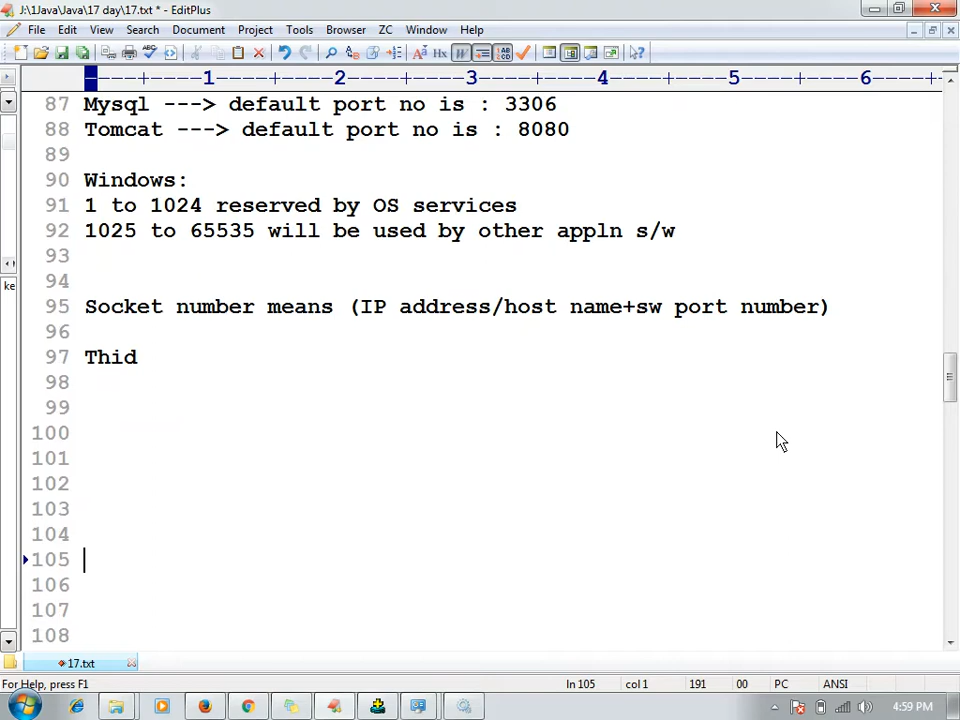 J:\1Java\Java\17 day\17.txt * - EditPlus
File Edit View Search Document Project Tools Browser ZC Window Help
----+----1----+----2----+----3----+----4----+----5----+----6----+--
87 Mysql ---> default port no is : 3306
88 Tomcat ---> default port no is : 8080
89
90 Windows:
91 1 to 1024 reserved by OS services
92 1025 to 65535 will be used by other appln s/w
93
94
95 Socket number means (IP address/host name+sw port number)
96
97 Thid
98
99
100
101
102
103
104
105
106
107
108
ke
17.txt
For Help, press F1 ln 105 col 1 191 00 PC ANSI
4:59 PM